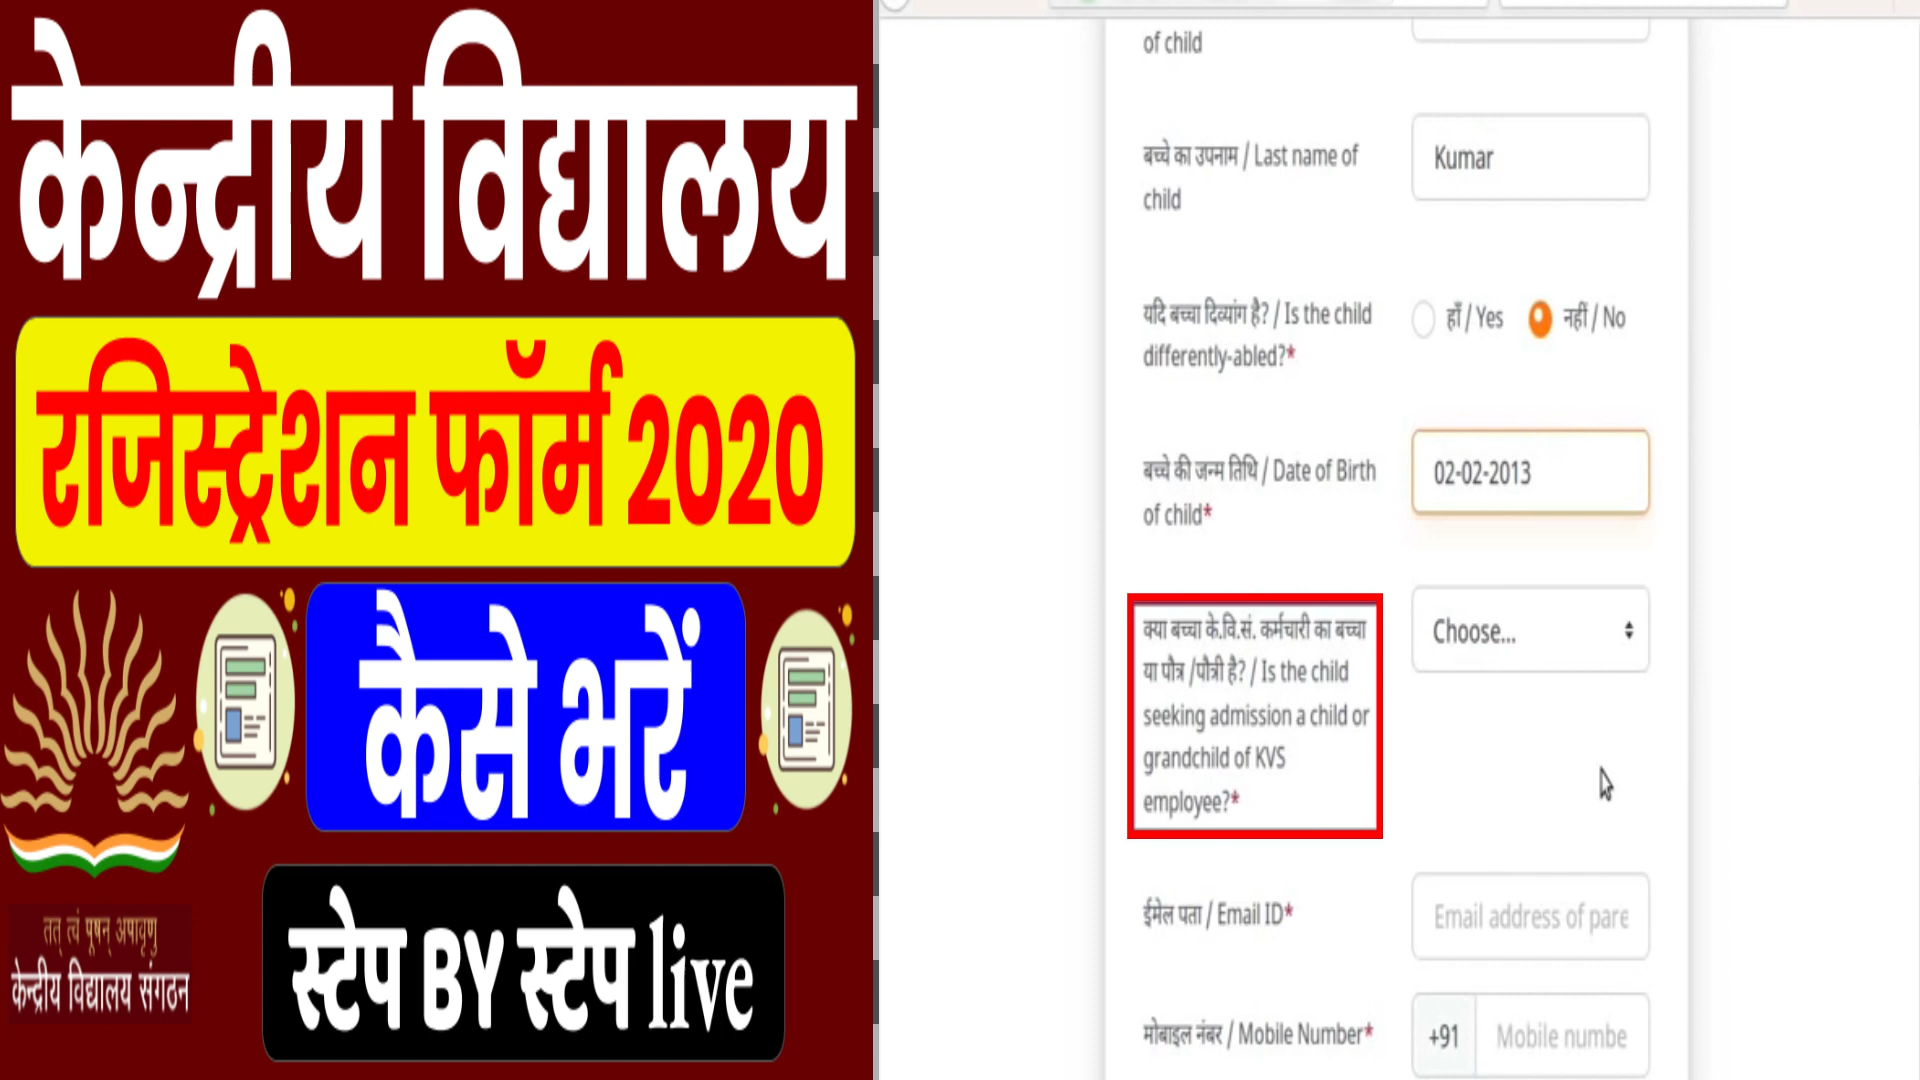 केन्द्रीय विद्यालय
रजिस्ट्रेशन फॉर्म 2020
कैसे भरें
स्टेप BY स्टेप live
तत् त्वं पूषन् अपावृणु
केन्द्रीय विद्यालय संगठन
of child
बच्चे का उपनाम / Last name of
child
Kumar
यदि बच्चा दिव्यांग है? / Is the child
differently-abled?*
हाँ / Yes
नहीं / No
बच्चे की जन्म तिथि / Date of Birth
of child*
02-02-2013
क्या बच्चा के.वि.सं. कर्मचारी का बच्चा
या पौत्र /पौत्री है? / Is the child
seeking admission a child or
grandchild of KVS
employee?*
Choose...
ईमेल पता / Email ID*
Email address of pare
मोबाइल नंबर / Mobile Number*
+91
Mobile numbe